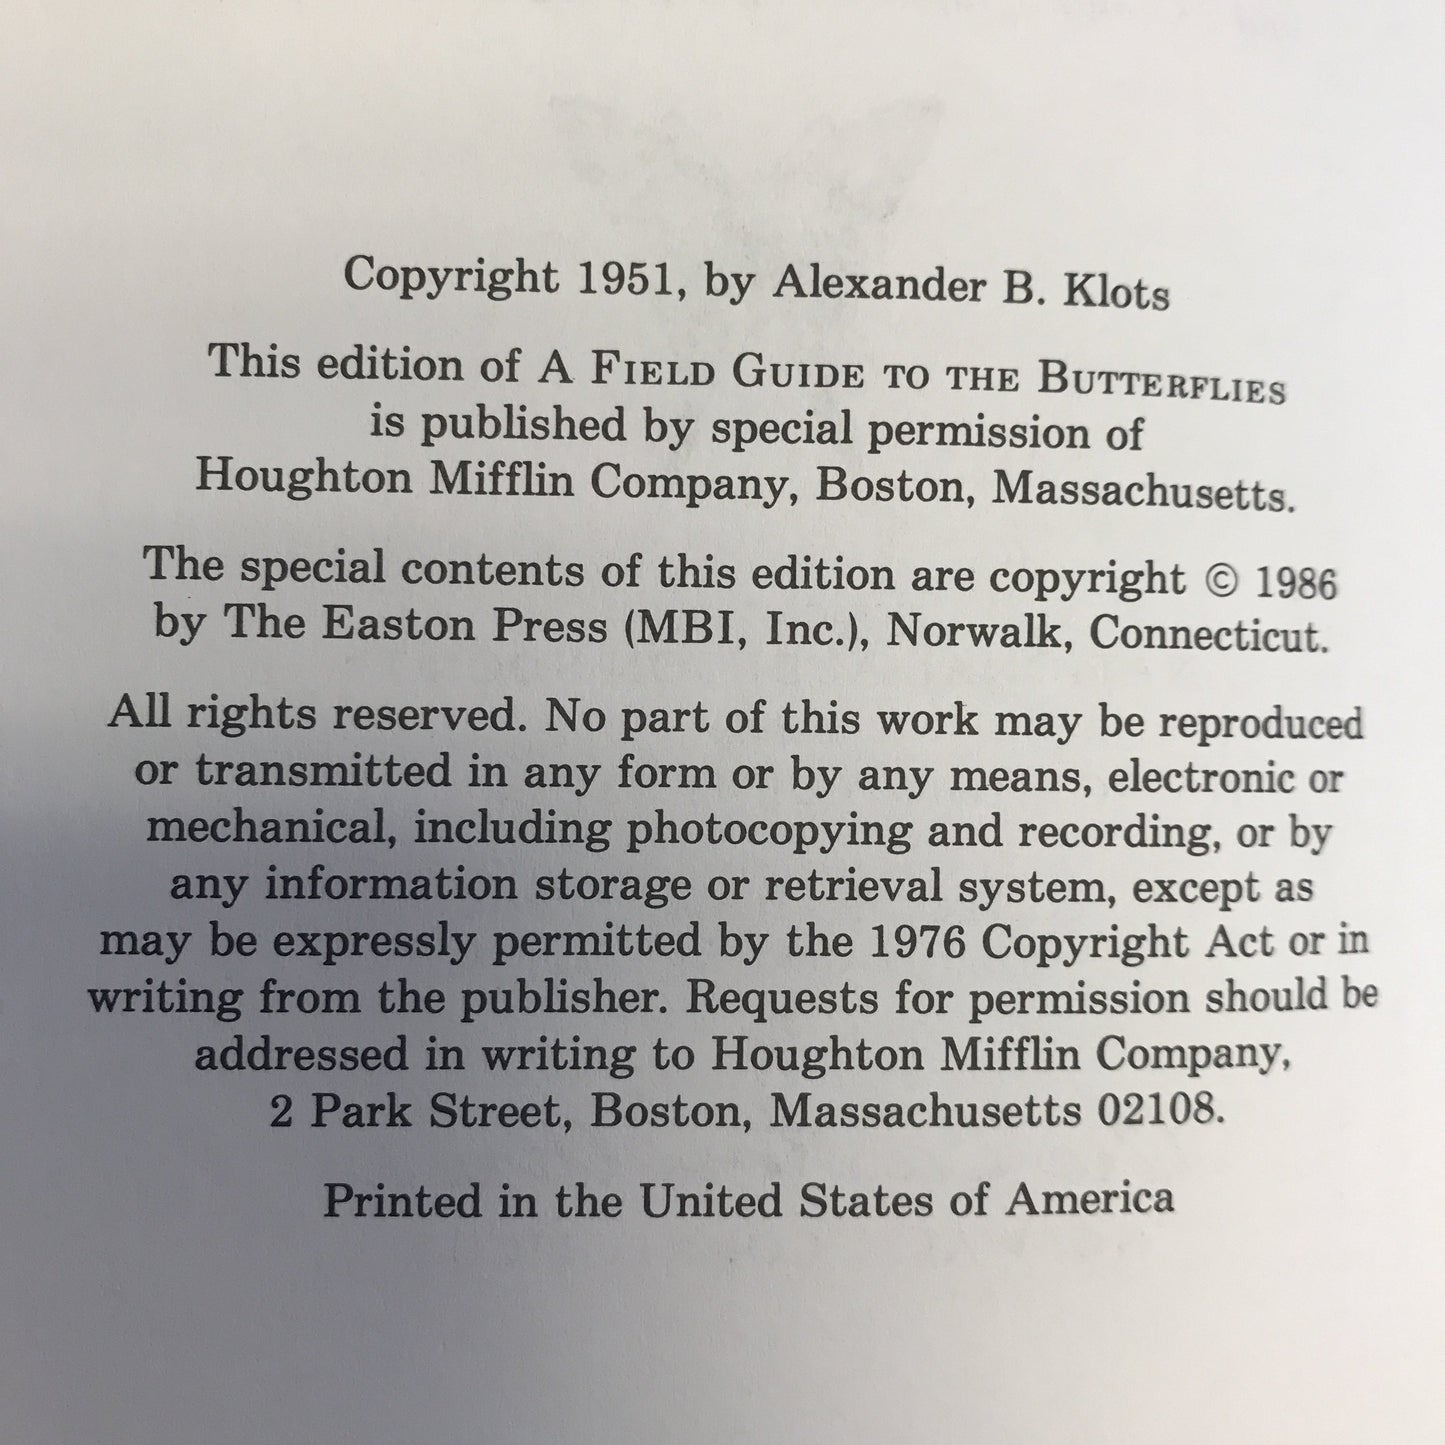 Copyright 1951, by Alexander B. Klots
This edition of A FIELD GUIDE TO THE BUTTERFLIES
is published by special permission of
Houghton Mifflin Company, Boston, Massachusetts.
The special contents of this edition are copyright © 1986
by The Easton Press (MBI, Inc.), Norwalk, Connecticut.
All rights reserved. No part of this work may be reproduced
or transmitted in any form or by any means, electronic or
mechanical, including photocopying and recording, or by
any information storage or retrieval system, except as
may be expressly permitted by the 1976 Copyright Act or in
writing from the publisher. Requests for permission should be
addressed in writing to Houghton Mifflin Company,
2 Park Street, Boston, Massachusetts 02108.
Printed in the United States of America